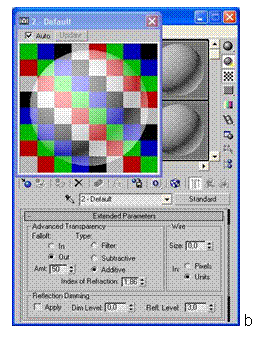 2 - Default
Auto Update
2 - Default Standard
Extended Parameters
Advanced Transparency Wire
Falloff: Type: Size: 0,0
In Filter
Out Subtractive In: Pixels
Amt: 50 Additive Units
Index of Refraction: 1,86
Reflection Dimming
Apply Dim Level: 0,0 Refl. Level: 3,0
b